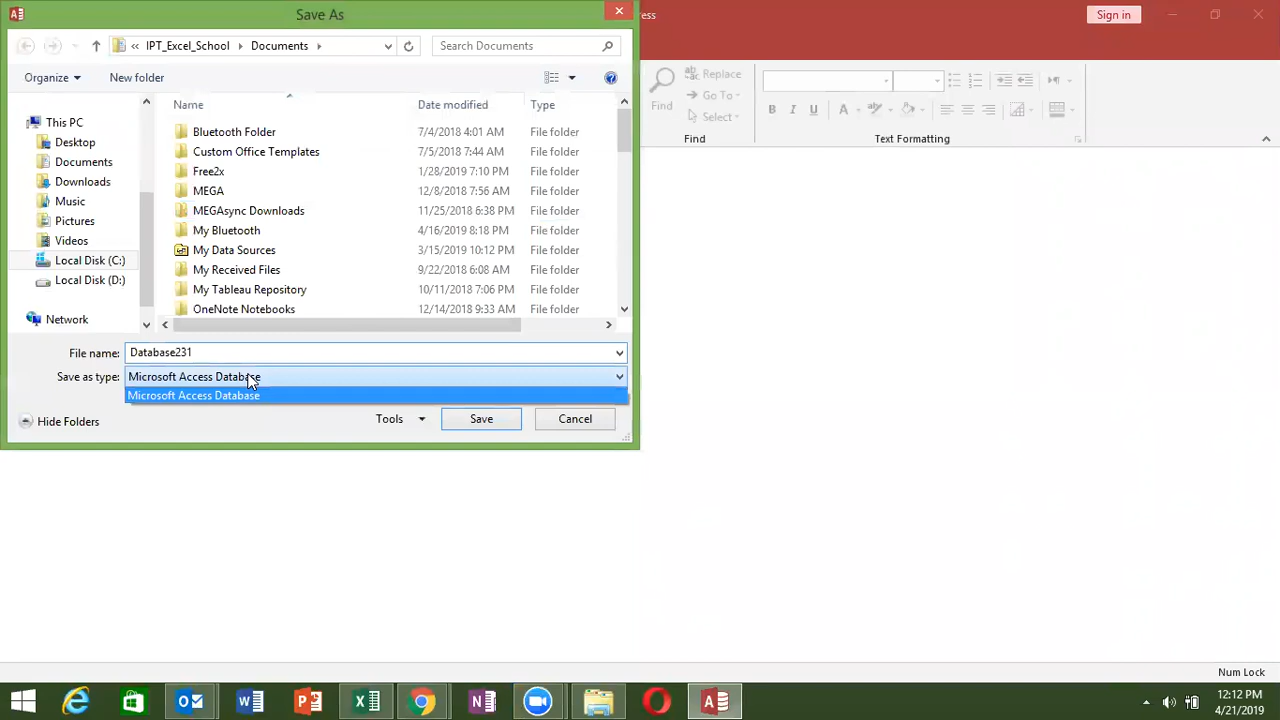 Save As
ess
Sign in
IPT_Excel_School
Documents
Search Documents
Organize
New folder
Replace
Go To
Select
Find
Find
Text Formatting
Name
Date modified
Type
This PC
Desktop
Documents
Downloads
Music
Pictures
Videos
Local Disk (C:)
Local Disk (D:)
Network
Bluetooth Folder 7/4/2018 4:01 AM File folder
Custom Office Templates 7/5/2018 7:44 AM File folder
Free2x 1/28/2019 7:10 PM File folder
MEGA 12/8/2018 7:56 AM File folder
MEGAsync Downloads 11/25/2018 6:38 PM File folder
My Bluetooth 4/16/2019 8:18 PM File folder
My Data Sources 3/15/2019 10:12 PM File folder
My Received Files 9/22/2018 6:08 AM File folder
My Tableau Repository 10/11/2018 7:06 PM File folder
OneNote Notebooks 12/14/2018 9:33 AM File folder
File name: Database231
Save as type: Microsoft Access Database
Microsoft Access Database
Hide Folders
Tools
Save
Cancel
Num Lock
12:12 PM
4/21/2019